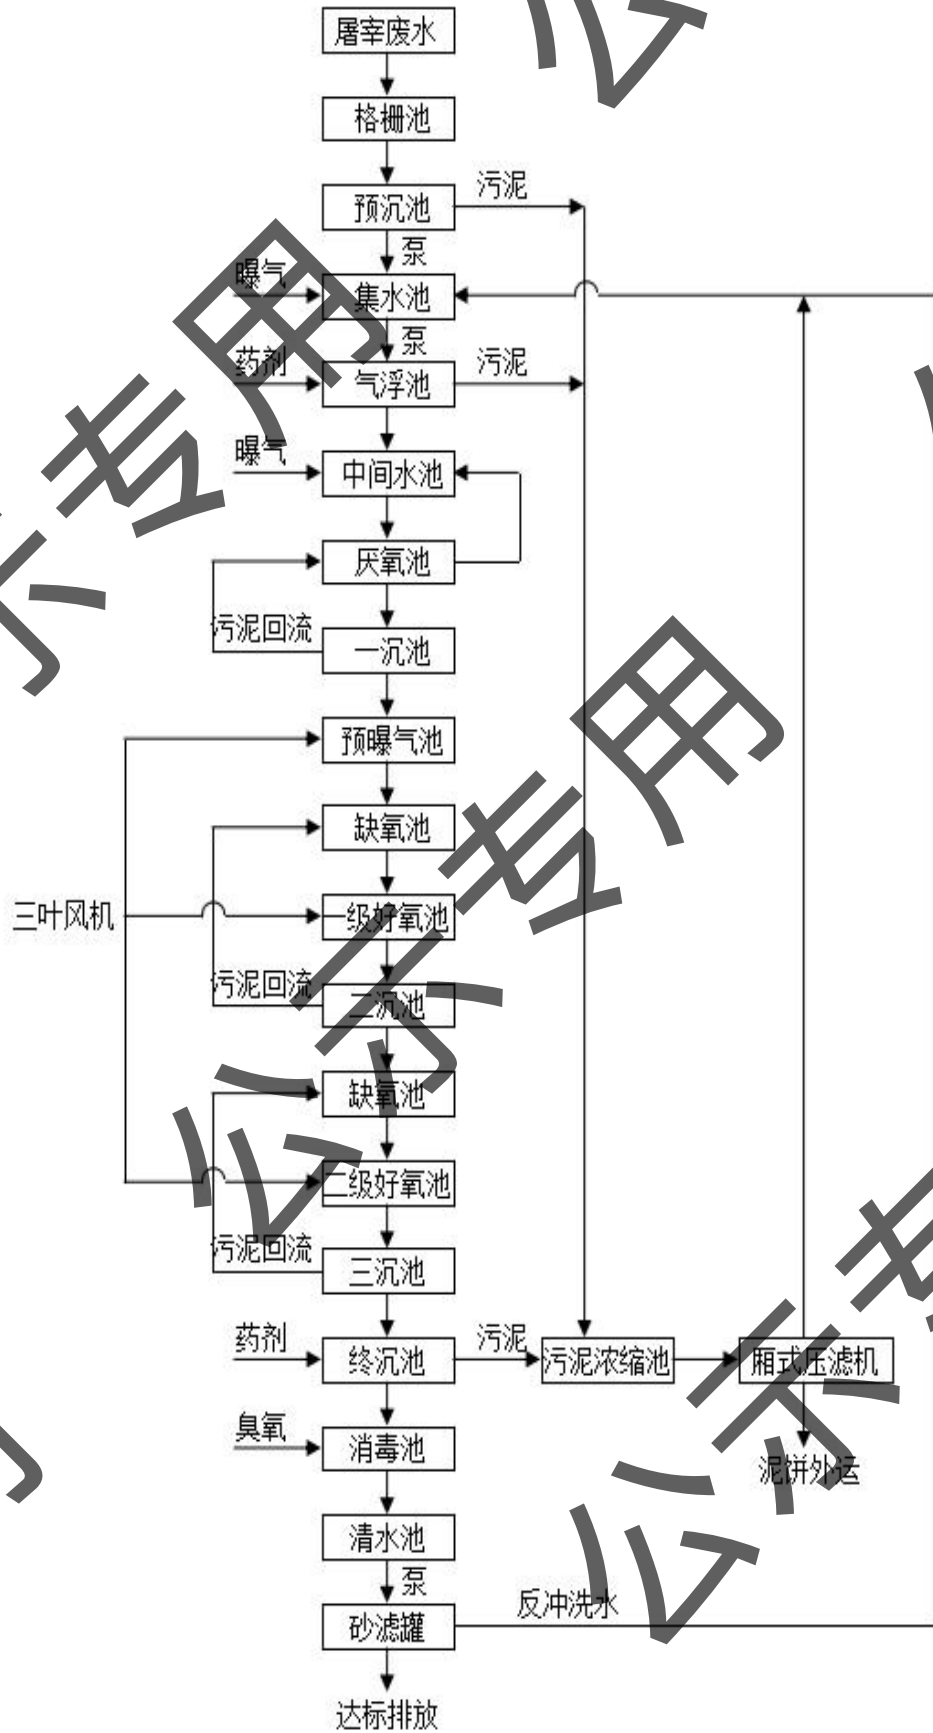 屠宰废水
格栅池
预沉池
污泥
泵
曝气
集水池
泵
药剂
气浮池
污泥
曝气
中间水池
厌氧池
污泥回流
一沉池
预曝气池
缺氧池
三叶风机
一级好氧池
污泥回流
二沉池
缺氧池
二级好氧池
污泥回流
三沉池
药剂
终沉池
污泥
污泥浓缩池
厢式压滤机
臭氧
消毒池
泥饼外运
清水池
泵
砂滤罐
反冲洗水
达标排放
公示专用